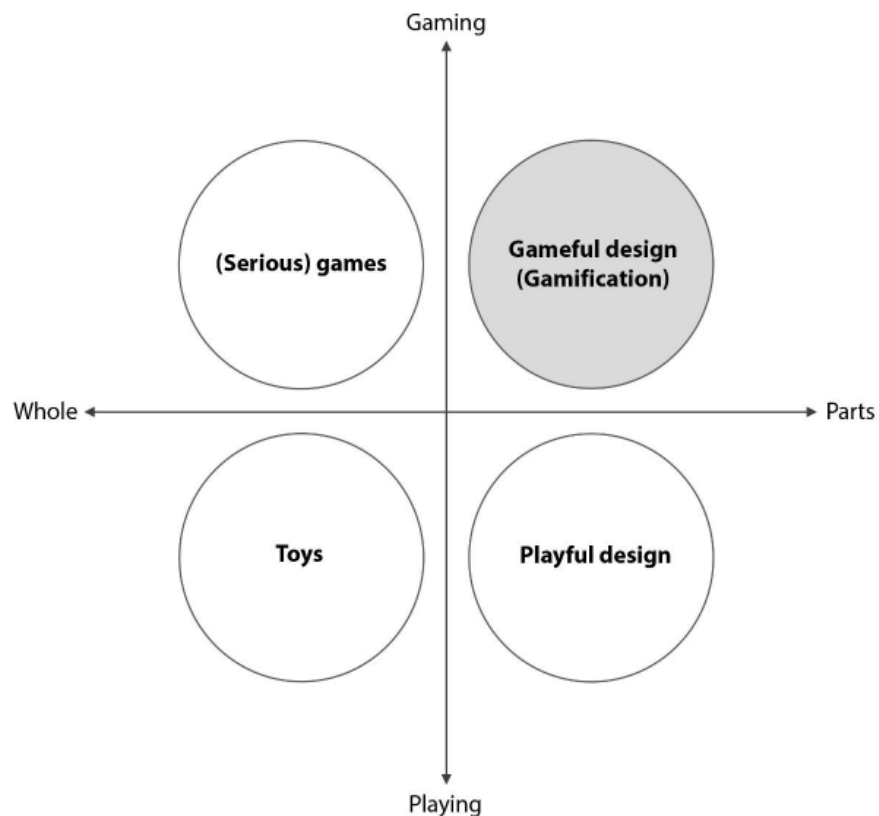 Gaming
(Serious) games
Gameful design
(Gamification)
Whole
Parts
Toys
Playful design
Playing